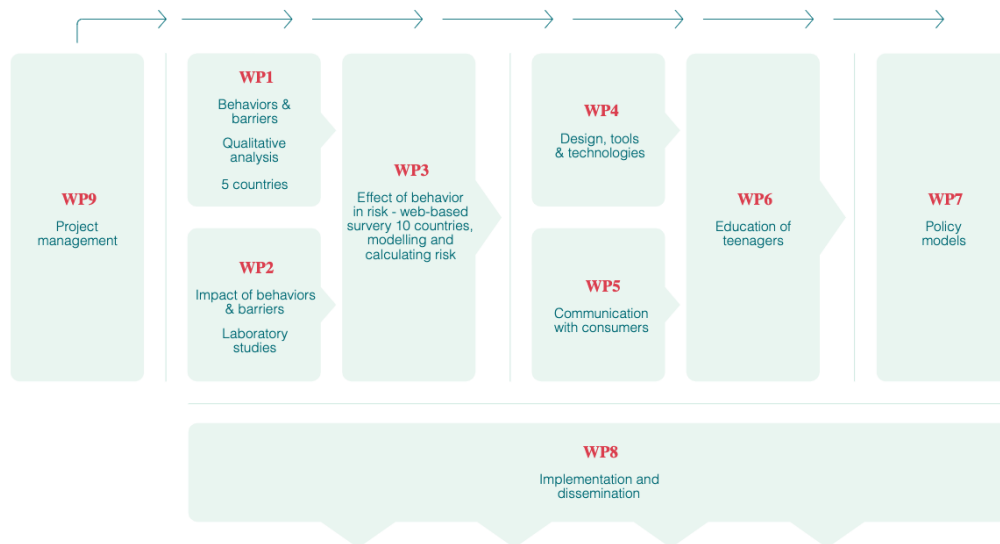 WP9
Project
management
WP1
Behaviors &
barriers
Qualitative
analysis
5 countries
WP2
Impact of behaviors
& barriers
Laboratory
studies
WP3
Effect of behavior
in risk - web-based
survery 10 countries,
modelling and
calculating risk
WP4
Design, tools
& technologies
WP5
Communication
with consumers
WP6
Education of
teenagers
WP7
Policy
models
WP8
Implementation and
dissemination